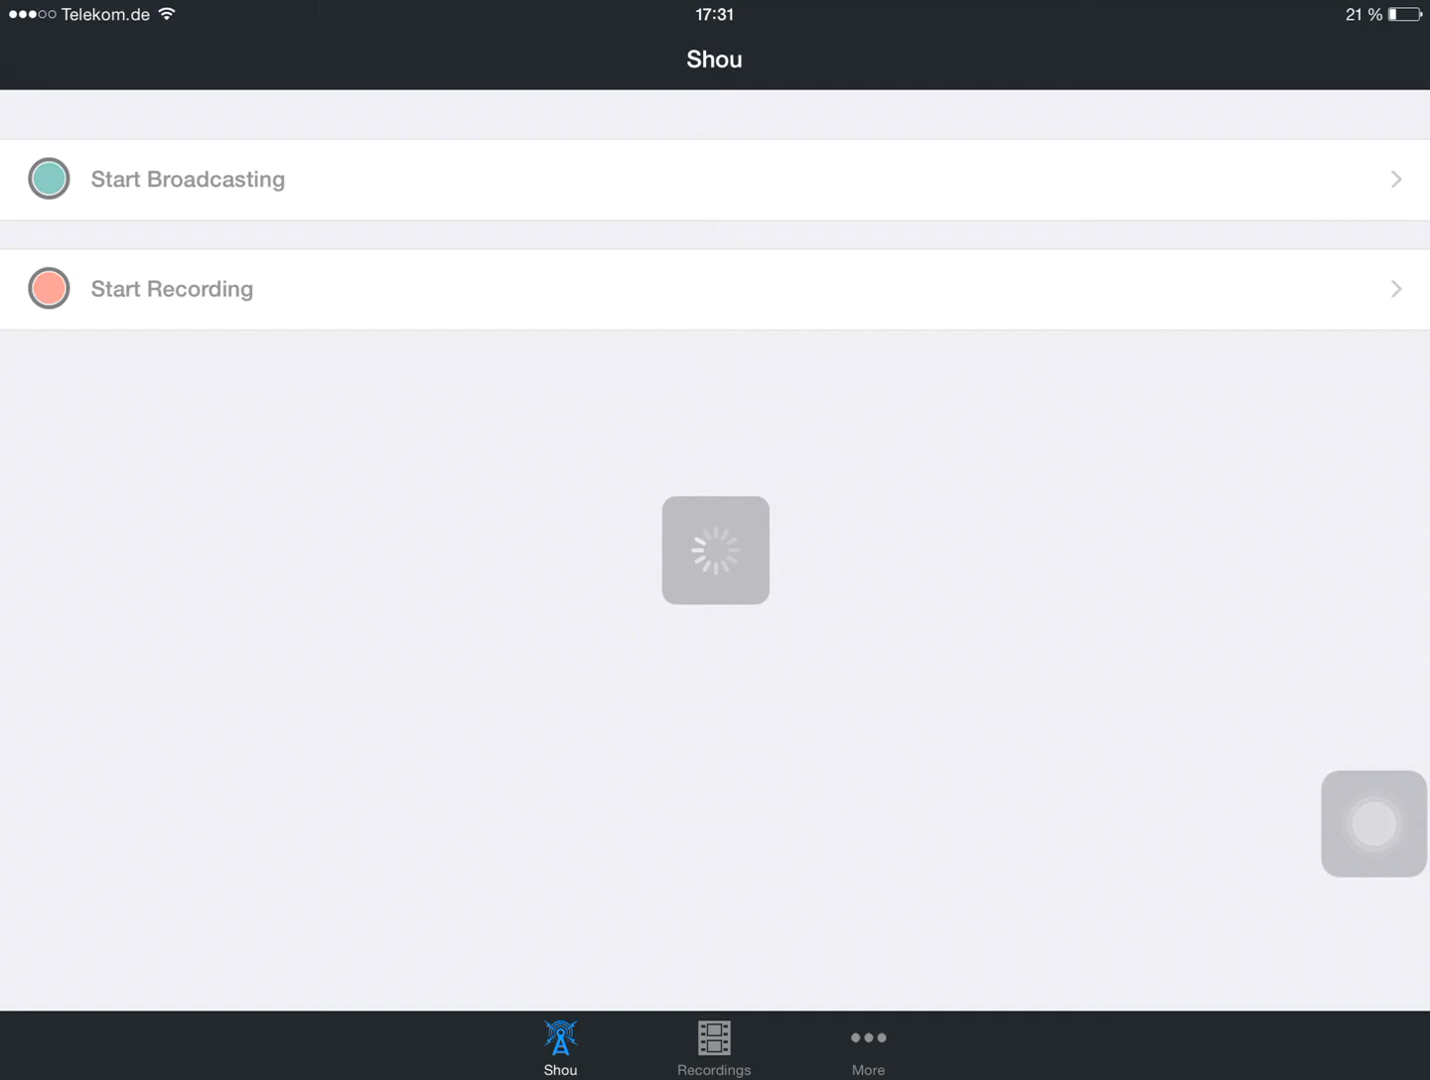 Telekom.de 17:31 21 %
Shou
Start Broadcasting
Start Recording
Shou Recordings More